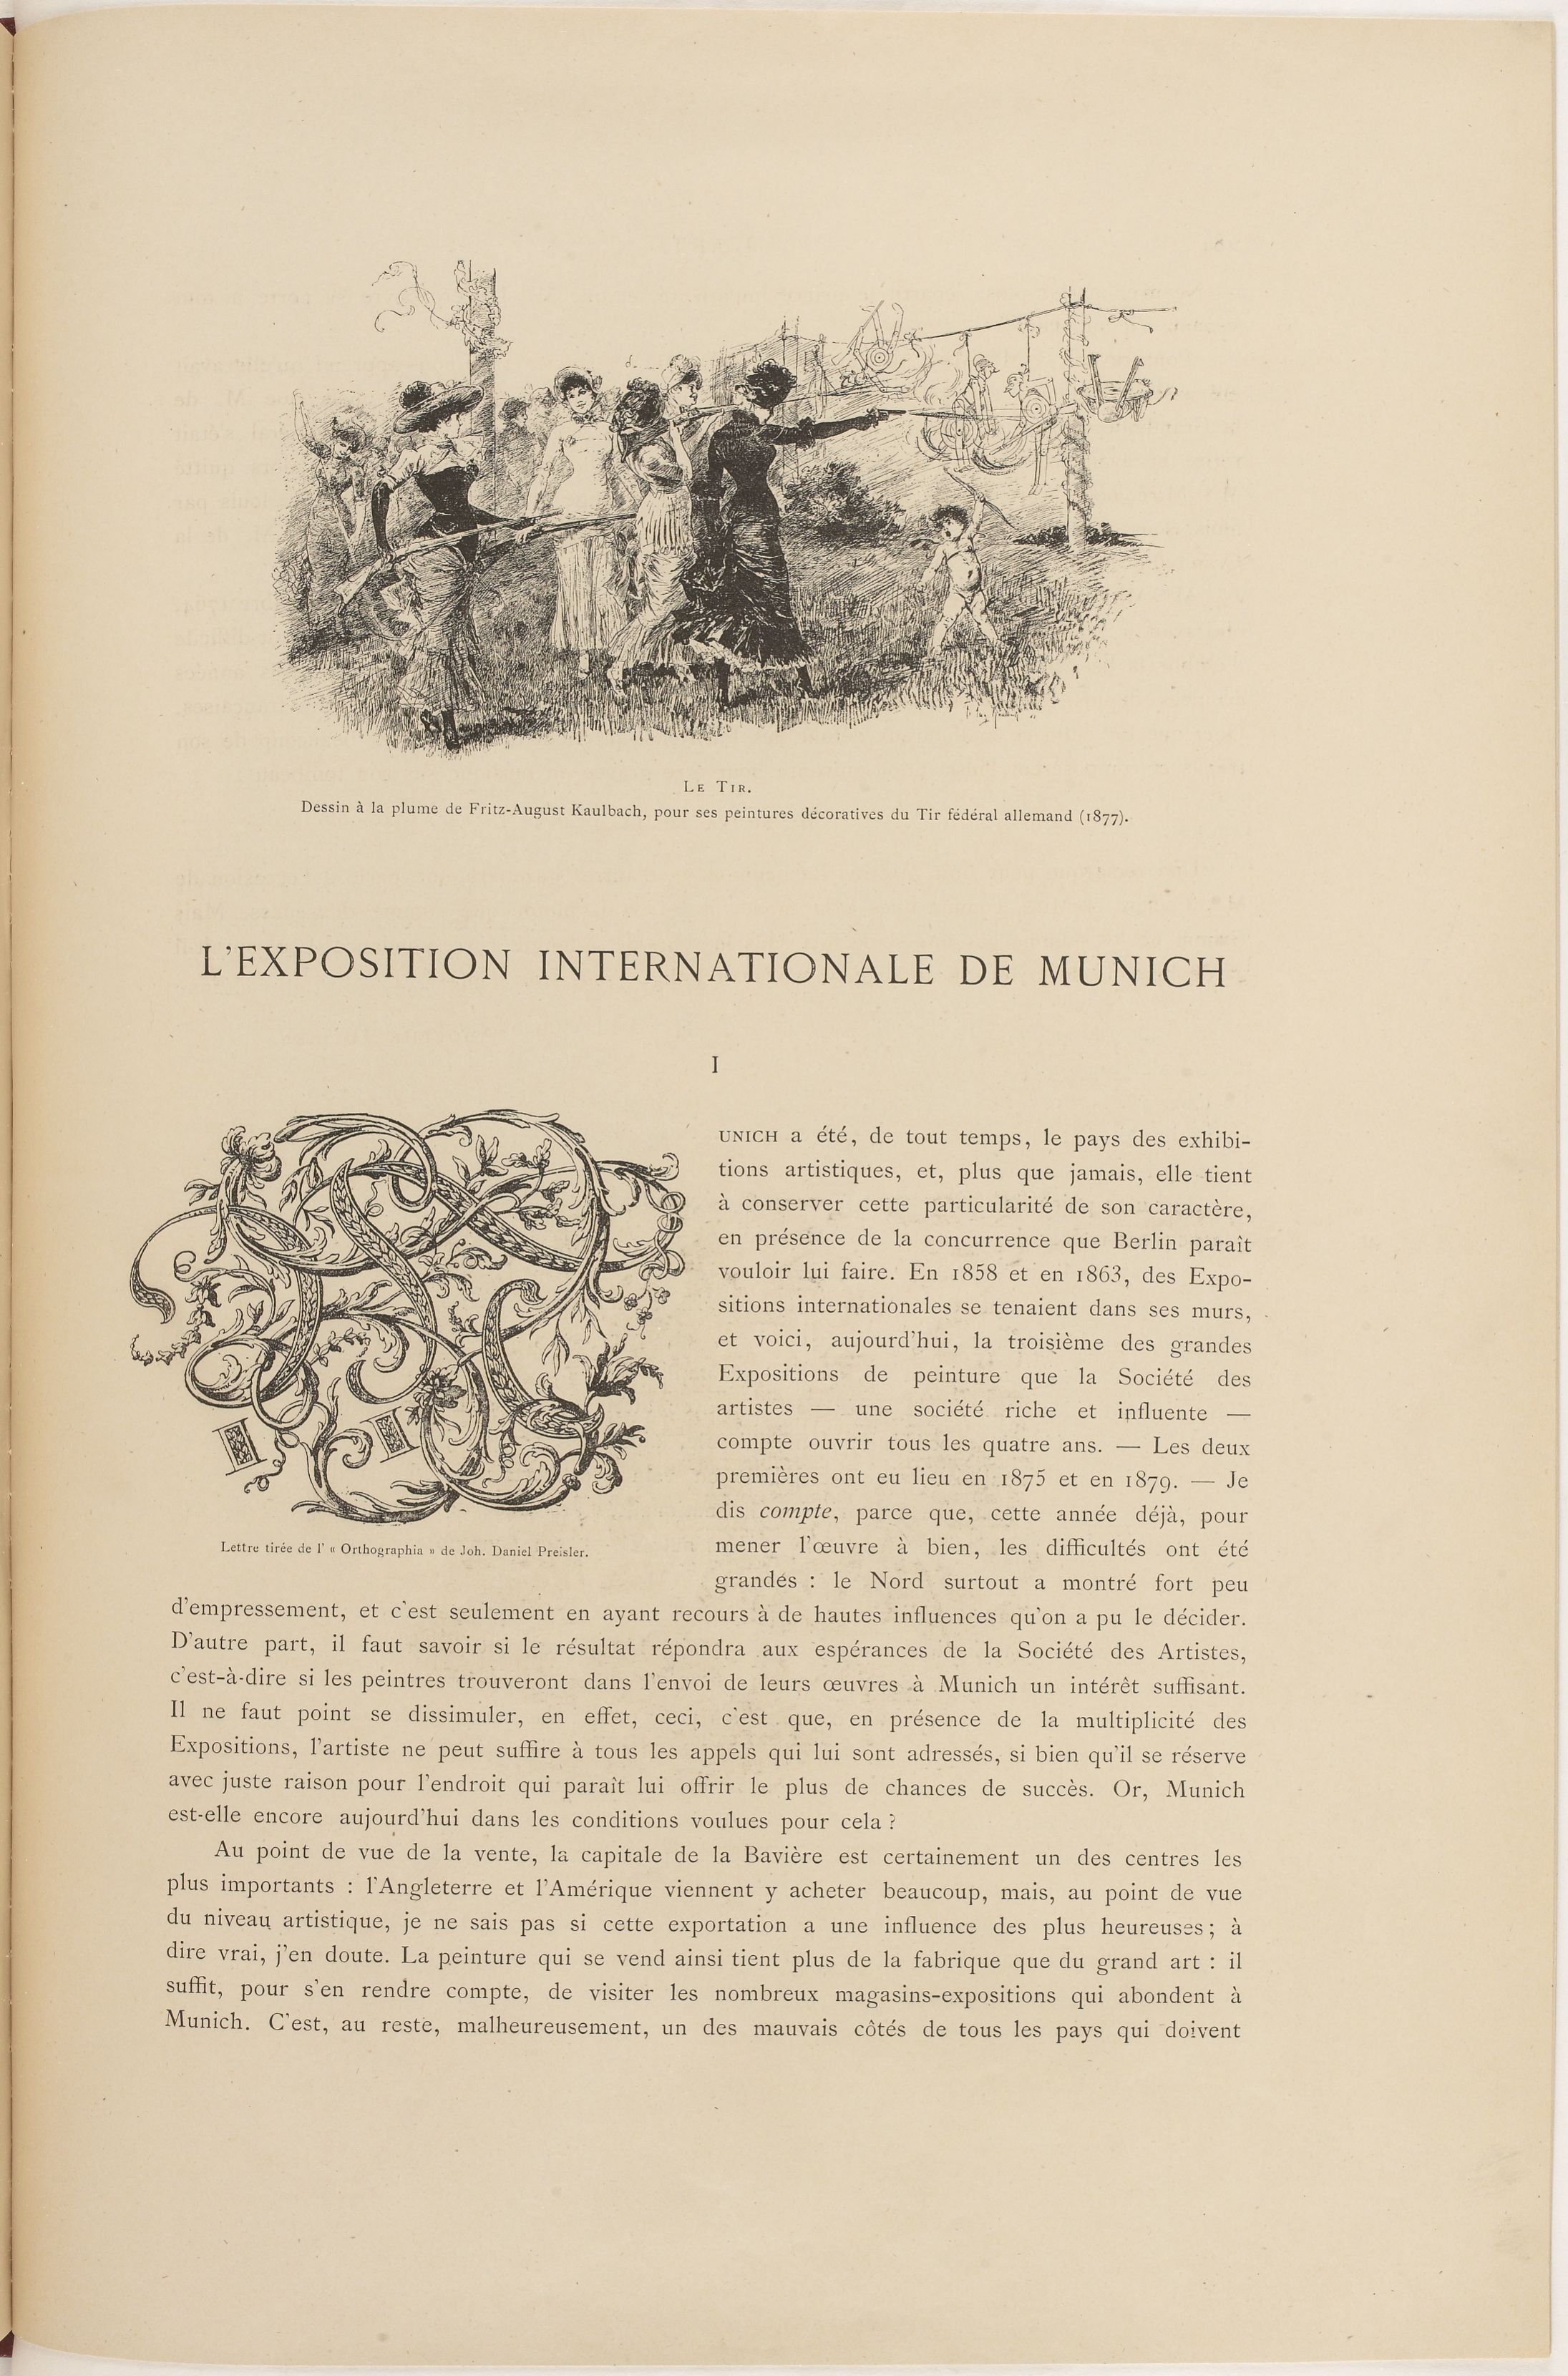 LE TIR.
Dessin à la plume de Fritz-August Kaulbach, pour ses peintures décoratives du Tir fédéral allemand (1877).
L'EXPOSITION INTERNATIONALE DE MUNICH
I
UNICH a été, de tout temps, le pays des exhibi-
tions artistiques, et, plus que jamais, elle tient
à conserver cette particularité de son caractère,
en présence de la concurrence que Berlin paraît
vouloir lui faire. En 1858 et en 1863, des Expo-
sitions internationales se tenaient dans ses murs,
et voici, aujourd'hui, la troisième des grandes
Expositions de peinture que la Société des
artistes — une société riche et influente —
compte ouvrir tous les quatre ans. — Les deux
premières ont eu lieu en 1875 et en 1879. — Je
dis compte, parce que, cette année déjà, pour
mener l'œuvre à bien, les difficultés ont été
grandes : le Nord surtout a montré fort peu
Lettre tirée de l' « Orthographia » de Joh. Daniel Preisler.
d'empressement, et c'est seulement en ayant recours à de hautes influences qu'on a pu le décider.
D'autre part, il faut savoir si le résultat répondra aux espérances de la Société des Artistes,
c'est-à-dire si les peintres trouveront dans l'envoi de leurs œuvres à Munich un intérêt suffisant.
Il ne faut point se dissimuler, en effet, ceci, c'est que, en présence de la multiplicité des
Expositions, l'artiste ne peut suffire à tous les appels qui lui sont adressés, si bien qu'il se réserve
avec juste raison pour l'endroit qui paraît lui offrir le plus de chances de succès. Or, Munich
est-elle encore aujourd'hui dans les conditions voulues pour cela ?
Au point de vue de la vente, la capitale de la Bavière est certainement un des centres les
plus importants : l'Angleterre et l'Amérique viennent y acheter beaucoup, mais, au point de vue
du niveau artistique, je ne sais pas si cette exportation a une influence des plus heureuses ; à
dire vrai, j'en doute. La peinture qui se vend ainsi tient plus de la fabrique que du grand art : il
suffit, pour s'en rendre compte, de visiter les nombreux magasins-expositions qui abondent à
Munich. C'est, au reste, malheureusement, un des mauvais côtés de tous les pays qui doivent